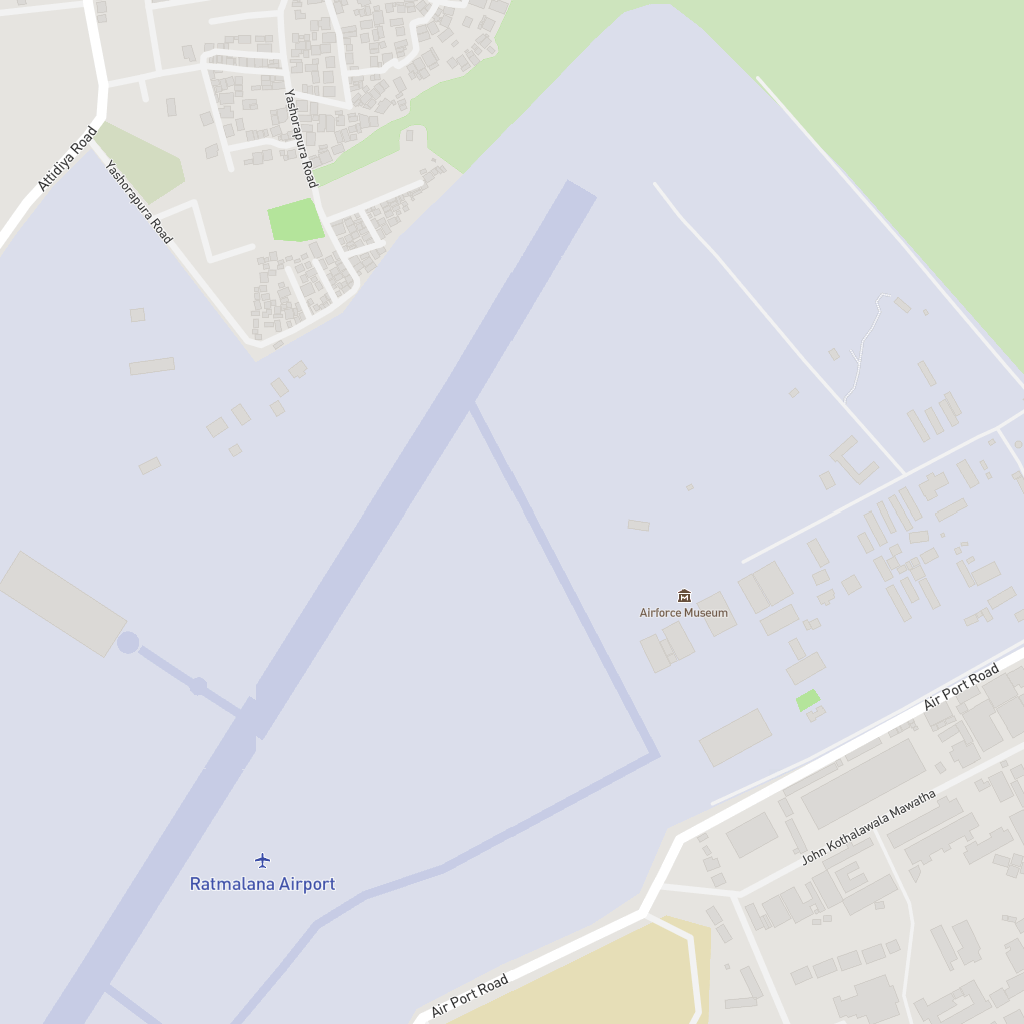 Attidiya Road
Yashorapura Road
Yashorapura Road
Airforce Museum
Air Port Road
John Kothalawala Mawatha
Ratmalana Airport
Air Port Road